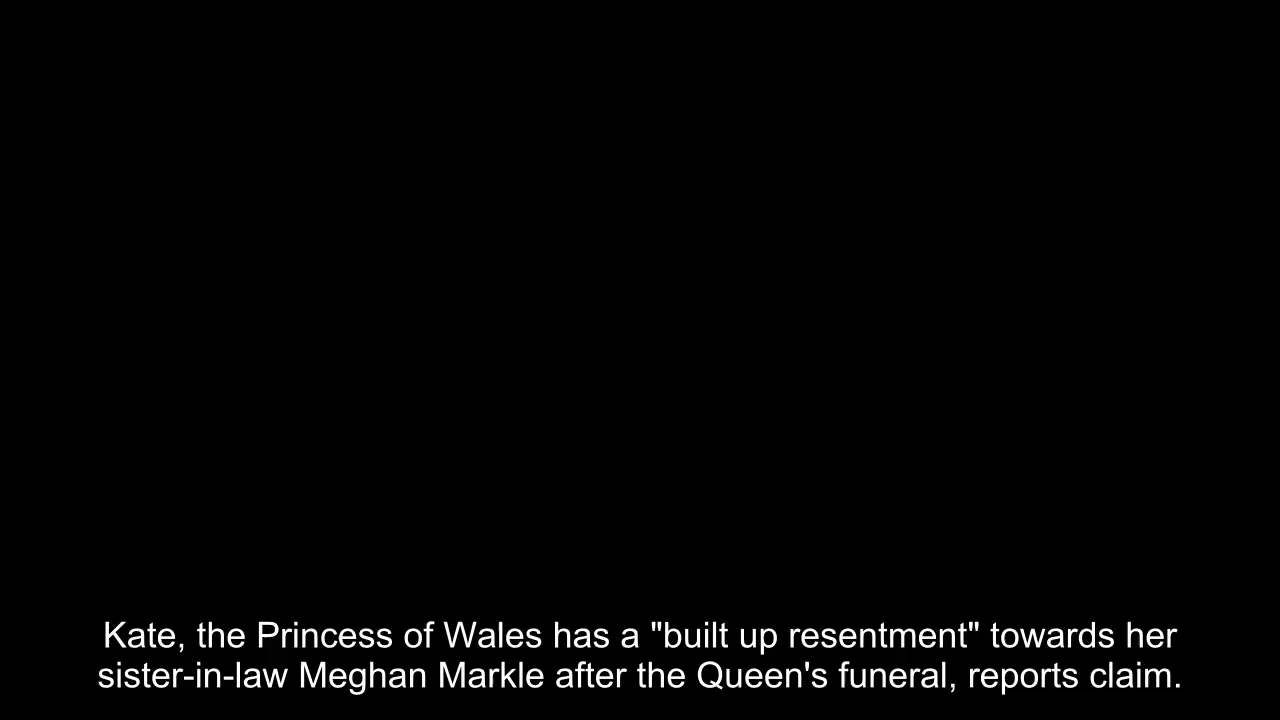 Kate, the Princess of Wales has a "built up resentment" towards her
sister-in-law Meghan Markle after the Queen's funeral, reports claim.